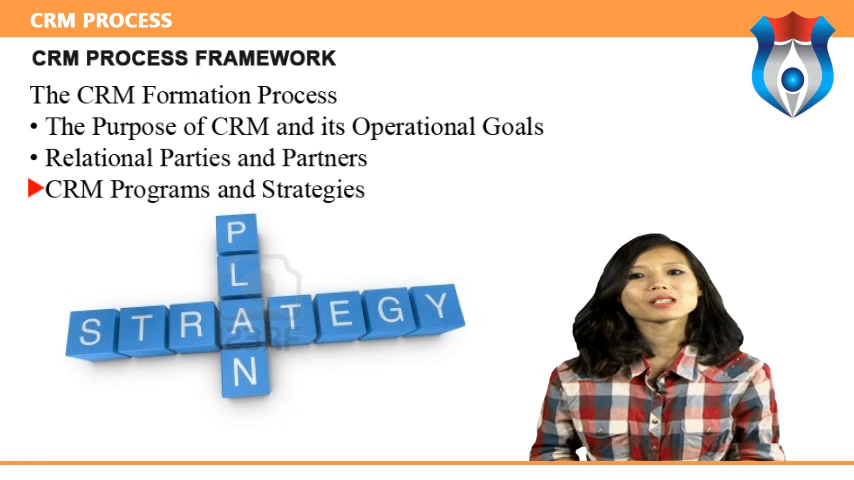 CRM PROCESS
CRM PROCESS FRAMEWORK
The CRM Formation Process
• The Purpose of CRM and its Operational Goals
• Relational Parties and Partners
CRM Programs and Strategies
PLAN
STRATEGY